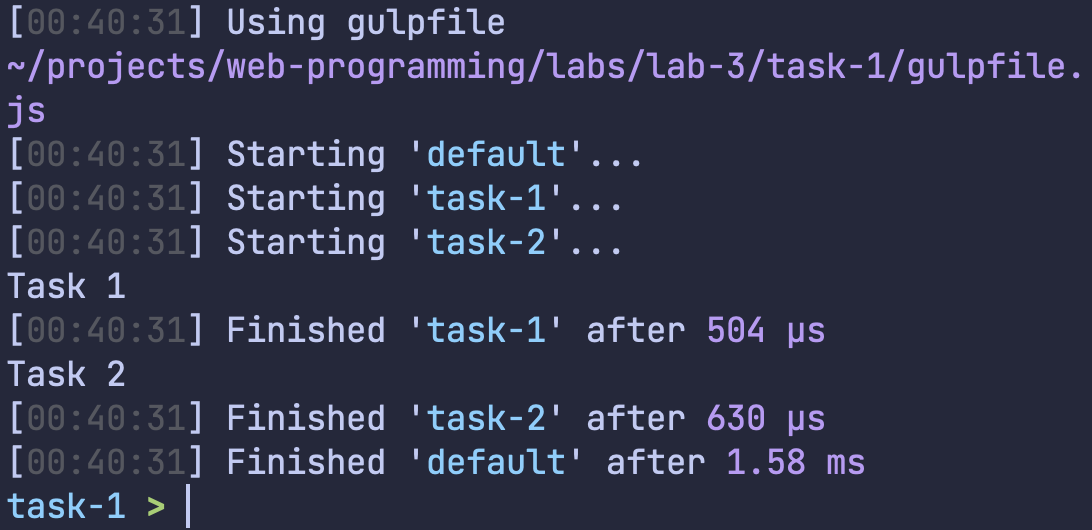 [00:40:31] Using gulpfile
~/projects/web-programming/labs/lab-3/task-1/gulpfile.
js
[00:40:31] Starting 'default'...
[00:40:31] Starting 'task-1'...
[00:40:31] Starting 'task-2'...
Task 1
[00:40:31] Finished 'task-1' after 504 μs
Task 2
[00:40:31] Finished 'task-2' after 630 μs
[00:40:31] Finished 'default' after 1.58 ms
task-1 >